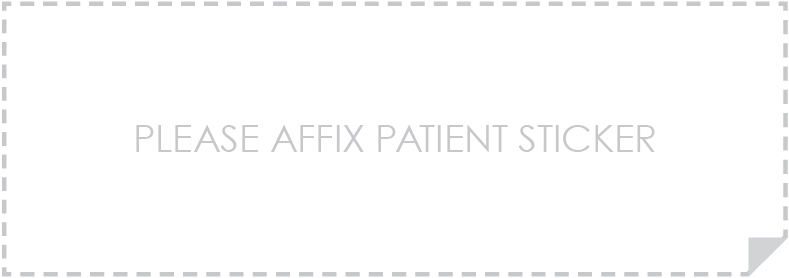 PLEASE AFFIX PATIENT STICKER